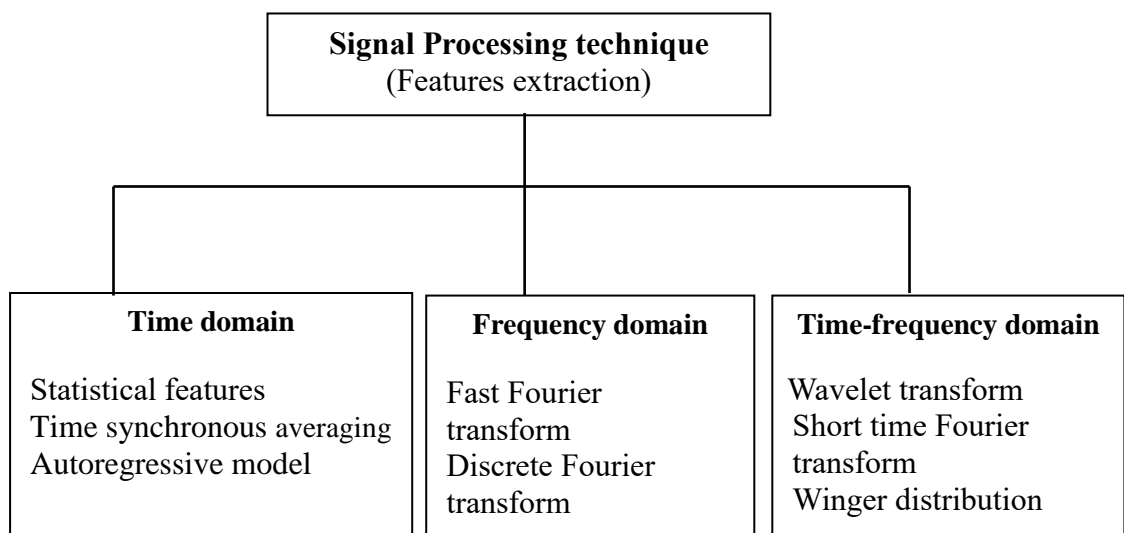 Signal Processing technique
(Features extraction)
Time domain
Statistical features
Time synchronous averaging
Autoregressive model
Frequency domain
Fast Fourier
transform
Discrete Fourier
transform
Time-frequency domain
Wavelet transform
Short time Fourier
transform
Winger distribution